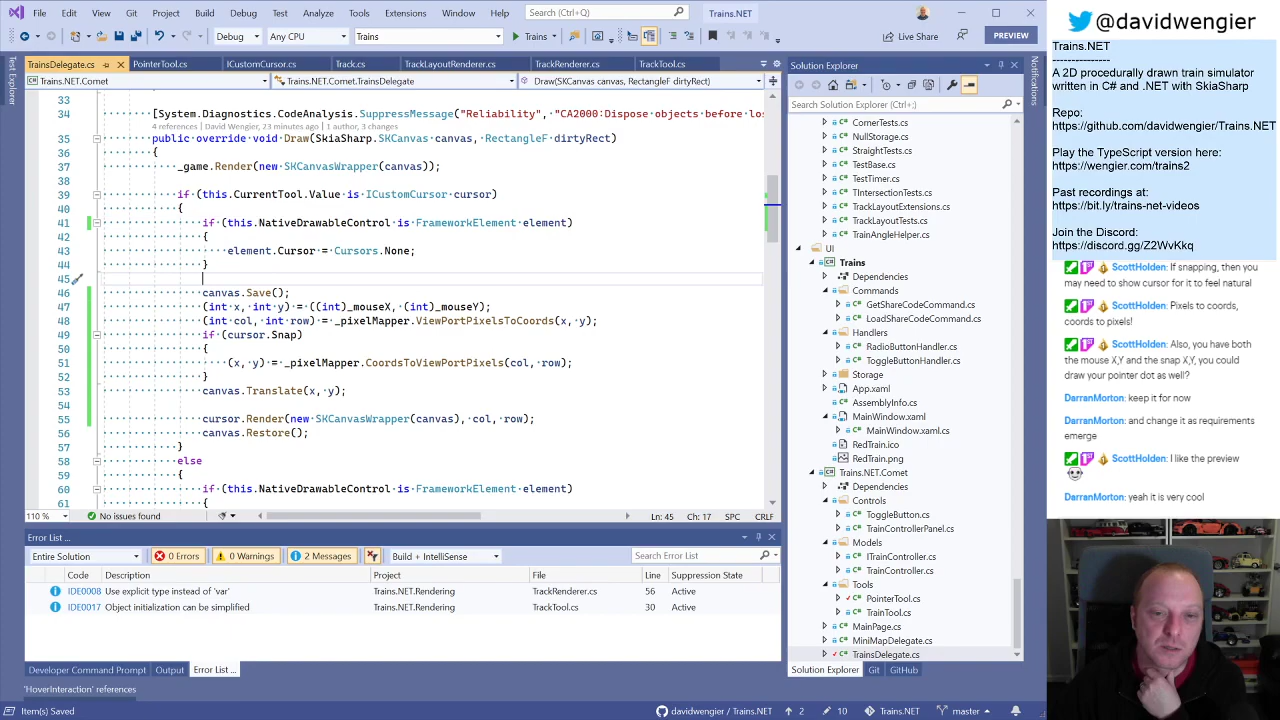 File
Edit
View
Git
Project
Build
Debug
Test
Analyze
Tools
Extensions
Window
Help
Search (Ctrl+Q)
Trains.NET
Debug
Any CPU
Trains
Trains
Live Share
PREVIEW
TrainsDelegate.cs
PointerTool.cs
ICustomCursor.cs
Track.cs
TrackLayoutRenderer.cs
TrackRenderer.cs
TrackTool.cs
Trains.NET.Comet
Trains.NET.Comet.TrainsDelegate
Draw(SKCanvas canvas, RectangleF dirtyRect)
Test Explorer
33
34 [System.Diagnostics.CodeAnalysis.SuppressMessage("Reliability", "CA2000:Dispose objects before los
4 references | David Wengier, 23 minutes ago | 1 author, 3 changes
35 public override void Draw(SkiaSharp.SKCanvas canvas, RectangleF dirtyRect)
36 {
37 _game.Render(new SKCanvasWrapper(canvas));
38
39 if (this.CurrentTool.Value is ICustomCursor cursor)
40 {
41 if (this.NativeDrawableControl is FrameworkElement element)
42 {
43 element.Cursor = Cursors.None;
44 }
45
46 canvas.Save();
47 (int x, int y) = ((int)_mouseX, (int)_mouseY);
48 (int col, int row) = _pixelMapper.ViewPortPixelsToCoords(x, y);
49 if (cursor.Snap)
50 {
51 (x, y) = _pixelMapper.CoordsToViewPortPixels(col, row);
52 }
53 canvas.Translate(x, y);
54
55 cursor.Render(new SKCanvasWrapper(canvas), col, row);
56 canvas.Restore();
57 }
58 else
59 {
60 if (this.NativeDrawableControl is FrameworkElement element)
61 {
110 %
No issues found
Ln: 45
Ch: 17
SPC
CRLF
Error List ...
Entire Solution
0 Errors
0 Warnings
2 Messages
Build + IntelliSense
Search Error List
Code
Description
Project
File
Line
Suppression State
IDE0008 Use explicit type instead of 'var' Trains.NET.Rendering TrackRenderer.cs 56 Active
IDE0017 Object initialization can be simplified Trains.NET.Rendering TrackTool.cs 30 Active
Developer Command Prompt
Output
Error List ...
'HoverInteraction' references
Item(s) Saved
davidwengier/Trains.NET
2
10
Trains.NET
master
Solution Explorer
Search Solution Explorer (Ctrl+;)
CornerTests.cs
NullStorage.cs
StraightTests.cs
TestBase.cs
TestTimer.cs
TIntersectionTests.cs
TrackLayoutExtensions.cs
TrackLayoutTests.cs
TrainAngleHelper.cs
UI
Trains
Dependencies
Commands
GetShareCodeCommand.cs
LoadShareCodeCommand.cs
Handlers
RadioButtonHandler.cs
ToggleButtonHandler.cs
Storage
App.xaml
AssemblyInfo.cs
MainWindow.xaml
MainWindow.xaml.cs
RedTrain.ico
RedTrain.png
Trains.NET.Comet
Dependencies
Controls
ToggleButton.cs
TrainControllerPanel.cs
Models
ITrainController.cs
TrainController.cs
Tools
PointerTool.cs
TrainTool.cs
MainPage.cs
MiniMapDelegate.cs
TrainsDelegate.cs
Solution Explorer
Git
GitHub
Notifications
@davidwengier
Trains.NET
--------------
A 2D procedurally drawn train simulator
written in C# and .NET with SkiaSharp
Repo:
https://github.com/davidwengier/Trains.NET
Play the TypeScript version here:
https://wengier.com/trains2
Past recordings at:
https://bit.ly/trains-net-videos
Join the Discord:
https://discord.gg/Z2WvKkq
ScottHolden: If snapping, then you
may need to show cursor for it to feel
natural
ScottHolden: Pixels to coords,
coords to pixels!
ScottHolden: Also, you have both
the mouse X,Y and the snap X,Y, you could
draw your pointer dot as well?
DarranMorton: keep it for now
DarranMorton: and change it as requirements
emerge
ScottHolden: I like the preview
DarranMorton: yeah it is very cool